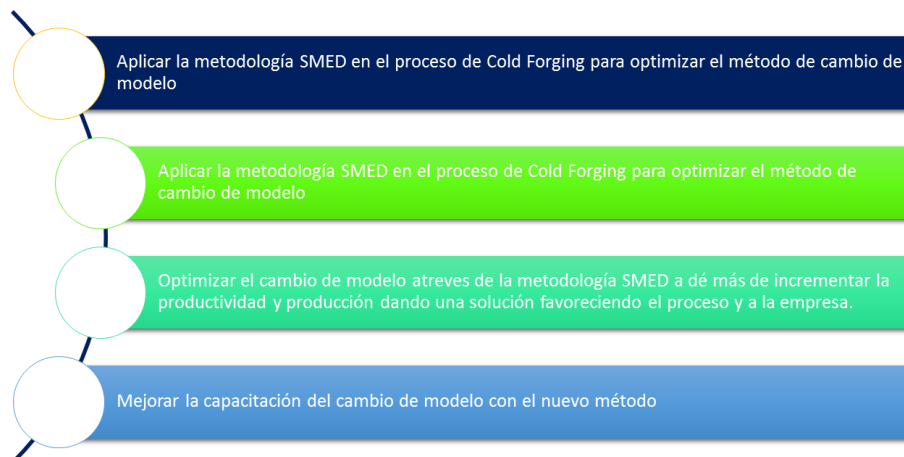 Aplicar la metodología SMED en el proceso de Cold Forging para optimizar el método de cambio de
modelo
Aplicar la metodología SMED en el proceso de Cold Forging para optimizar el método de
cambio de modelo
Optimizar el cambio de modelo atreves de la metodología SMED a dé más de incrementar la
productividad y producción dando una solución favoreciendo el proceso y a la empresa.
Mejorar la capacitación del cambio de modelo con el nuevo método